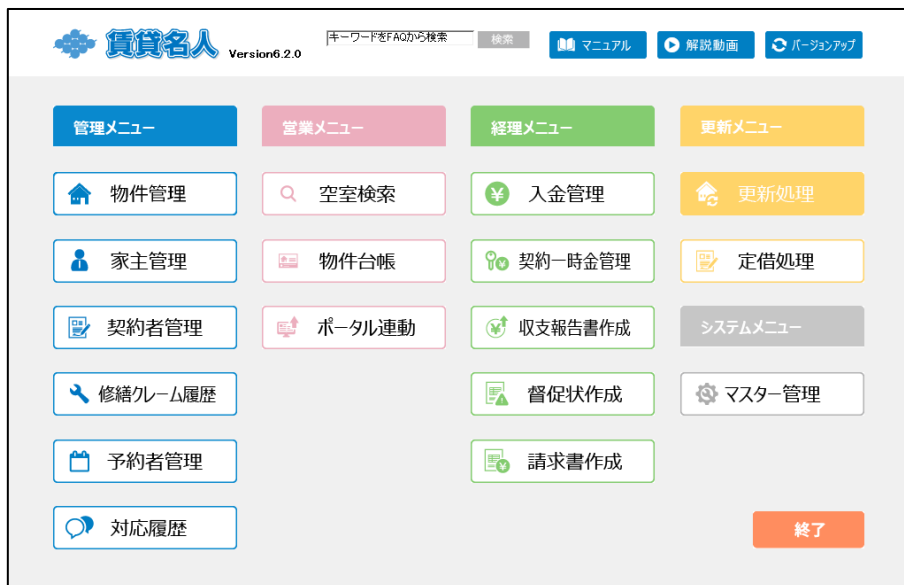 賃貸名人 Version6.2.0 キーワードをFAQから検索 検索 マニュアル 解説動画 バージョンアップ
管理メニュー 営業メニュー 経理メニュー 更新メニュー
物件管理 空室検索 入金管理 更新処理
家主管理 物件台帳 契約一時金管理 定借処理
契約者管理 ポータル連動 収支報告書作成 システムメニュー
修繕クレーム履歴 督促状作成 マスター管理
予約者管理 請求書作成
対応履歴 終了